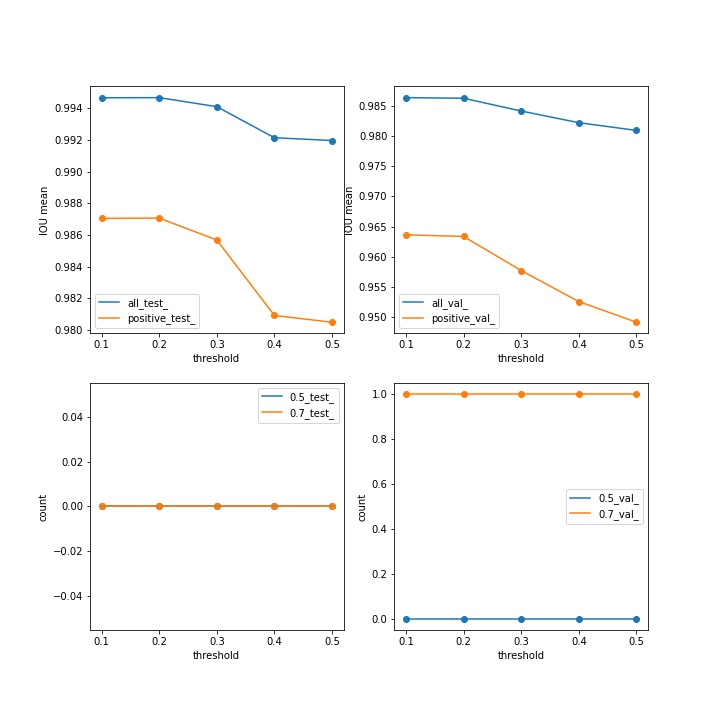 0.994
0.992
0.990
0.988
0.986
0.984
0.982
0.980
IOU mean
0.1 0.2 0.3 0.4 0.5
threshold
all_test_
positive_test_
0.985
0.980
0.975
0.970
0.965
0.960
0.955
0.950
IOU mean
0.1 0.2 0.3 0.4 0.5
threshold
all_val_
positive_val_
0.04
0.02
0.00
−0.02
−0.04
count
0.1 0.2 0.3 0.4 0.5
threshold
0.5_test_
0.7_test_
1.0
0.8
0.6
0.4
0.2
0.0
count
0.1 0.2 0.3 0.4 0.5
threshold
0.5_val_
0.7_val_